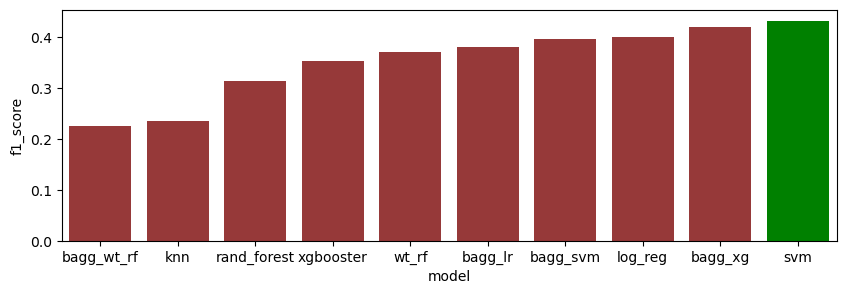 f1_score
0.4
0.3
0.2
0.1
0.0
bagg_wt_rf knn rand_forest xgbooster wt_rf bagg_lr bagg_svm log_reg bagg_xg svm
model